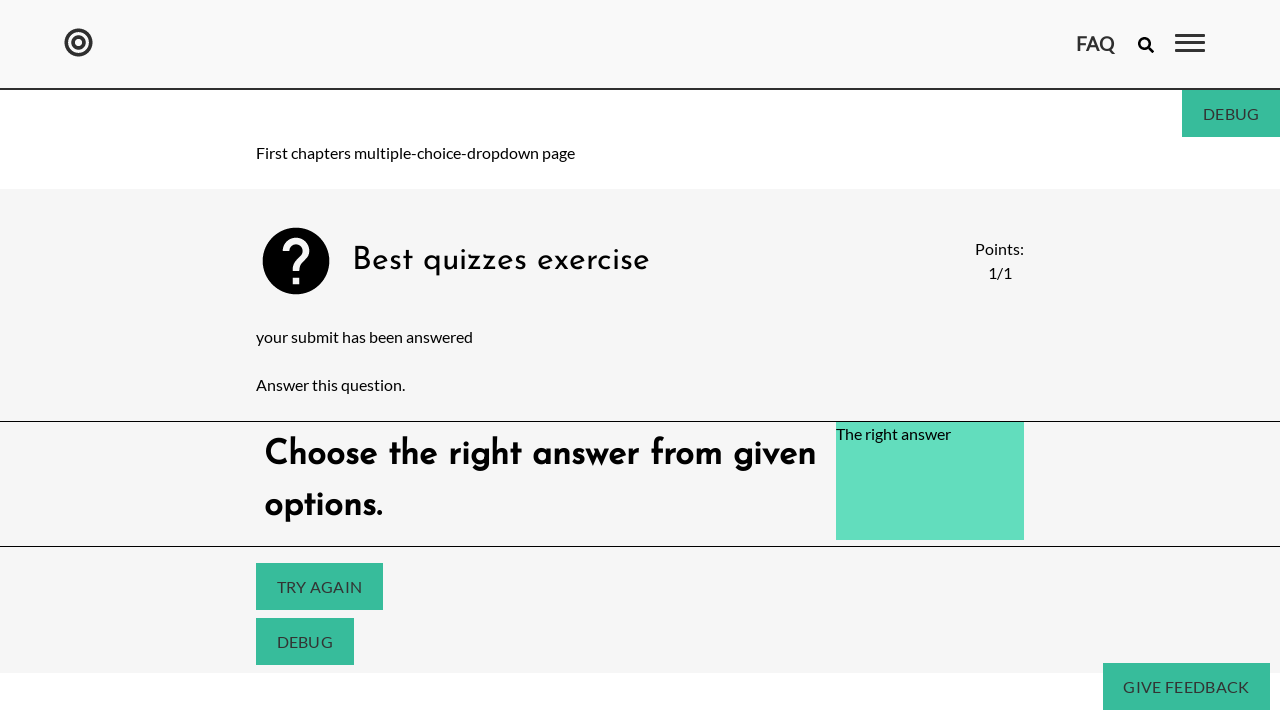 FAQ
DEBUG
First chapters multiple-choice-dropdown page
Best quizzes exercise
Points:
1/1
your submit has been answered
Answer this question.
Choose the right answer from given
options.
The right answer
TRY AGAIN
DEBUG
GIVE FEEDBACK